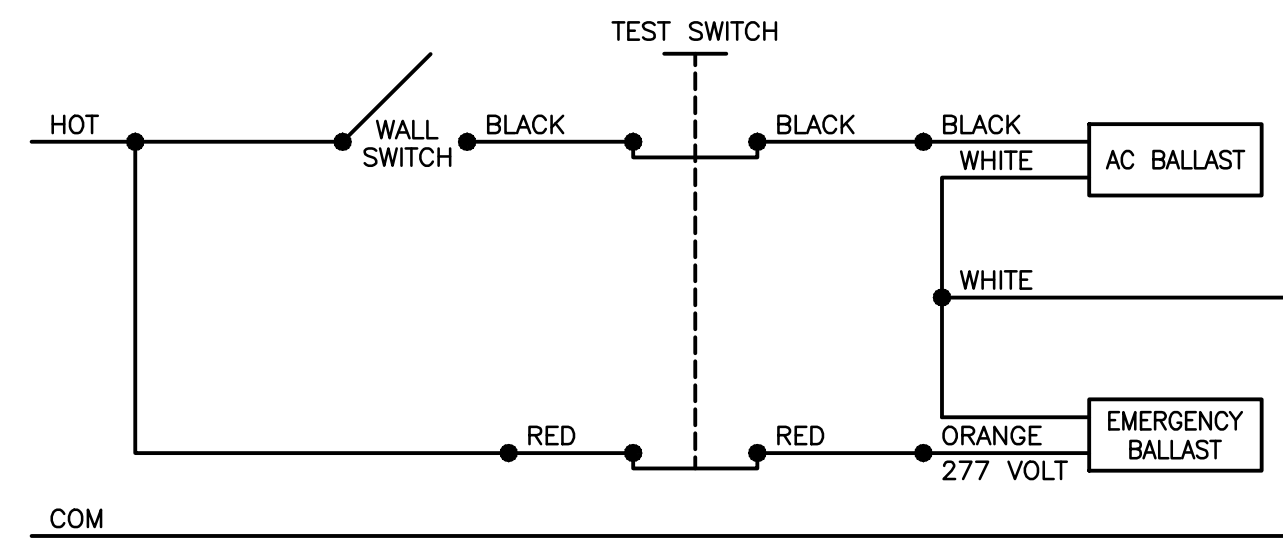 TEST SWITCH
HOT
WALL
SWITCH
BLACK
BLACK
BLACK
WHITE
AC BALLAST
WHITE
RED
RED
ORANGE
277 VOLT
EMERGENCY
BALLAST
COM